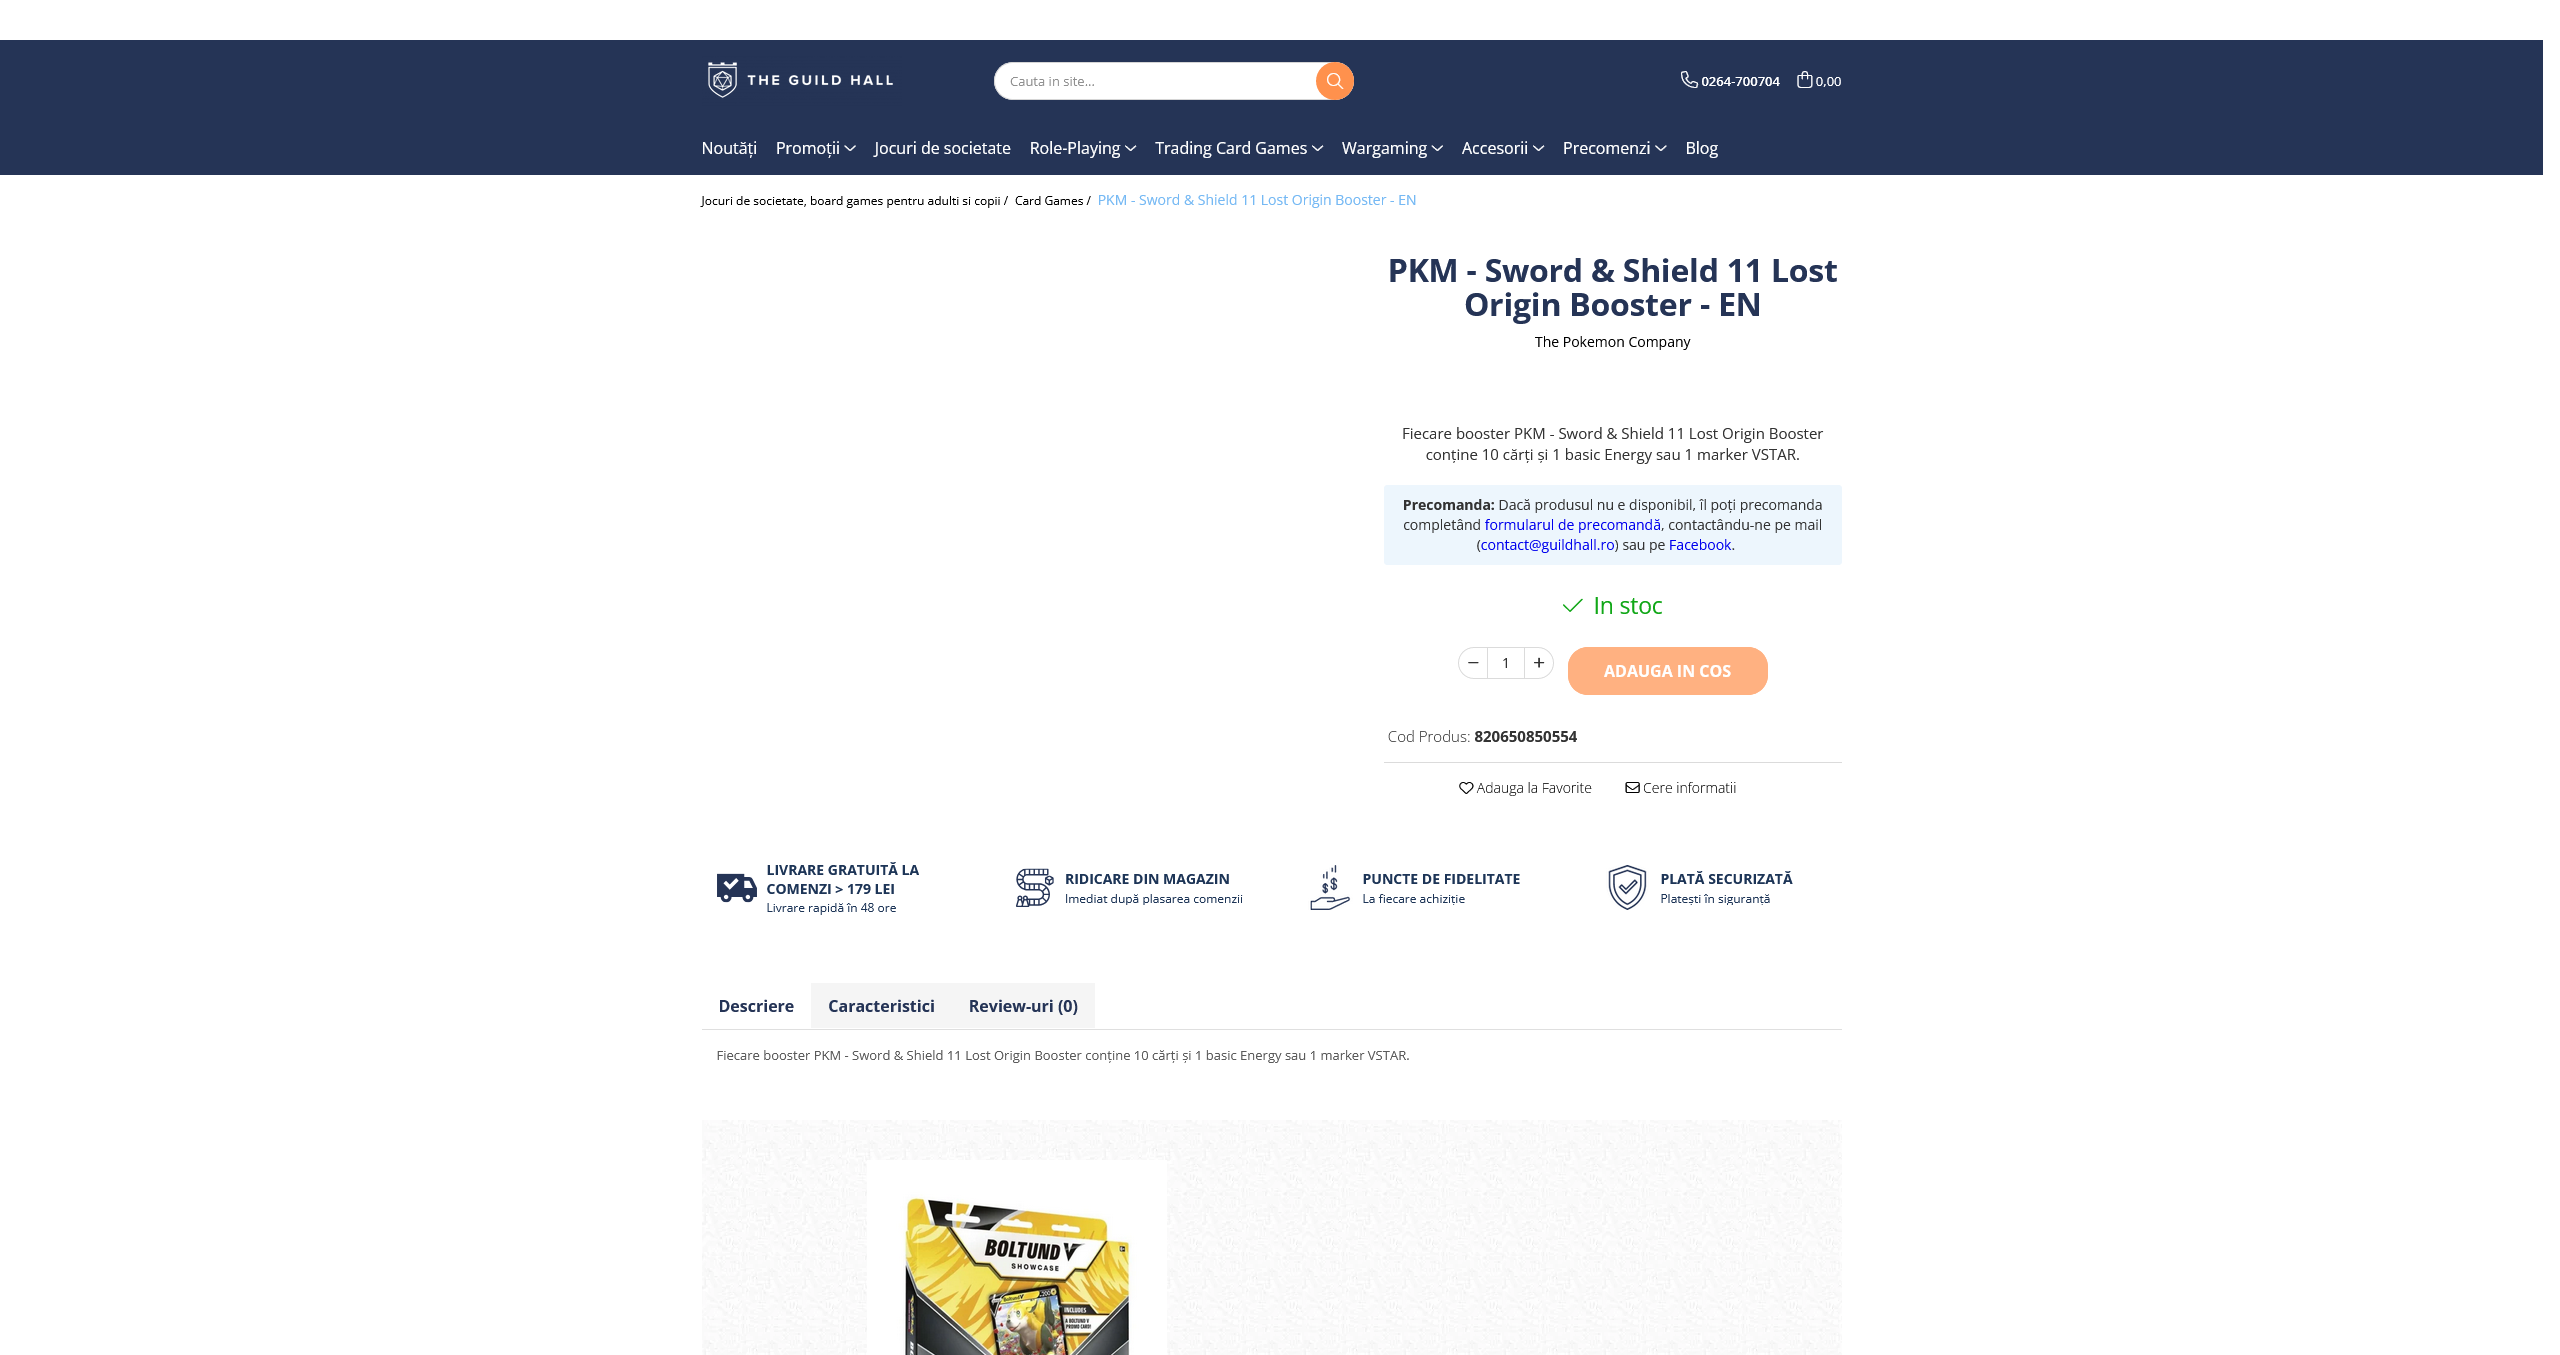 THE GUILD HALL
Cauta in site...
0264-700704
0,00
Noutăți Promoții Jocuri de societate Role-Playing Trading Card Games Wargaming Accesorii Precomenzi Blog
Jocuri de societate, board games pentru adulti si copii / Card Games / PKM - Sword & Shield 11 Lost Origin Booster - EN
PKM - Sword & Shield 11 Lost
Origin Booster - EN
The Pokemon Company
Fiecare booster PKM - Sword & Shield 11 Lost Origin Booster
conține 10 cărți și 1 basic Energy sau 1 marker VSTAR.
Precomanda: Dacă produsul nu e disponibil, îl poți precomanda
completând formularul de precomandă, contactându-ne pe mail
(contact@guildhall.ro) sau pe Facebook.
In stoc
1
ADAUGA IN COS
Cod Produs: 820650850554
Adauga la Favorite Cere informatii
LIVRARE GRATUITĂ LA
COMENZI > 179 LEI
Livrare rapidă în 48 ore
RIDICARE DIN MAGAZIN
Imediat după plasarea comenzii
PUNCTE DE FIDELITATE
La fiecare achiziție
PLATĂ SECURIZATĂ
Platești în siguranță
Descriere Caracteristici Review-uri (0)
Fiecare booster PKM - Sword & Shield 11 Lost Origin Booster conține 10 cărți și 1 basic Energy sau 1 marker VSTAR.
BOLTUND V
SHOWCASE
Boltund V
INCLUDES
A BOLTUND V
PROMO CARD!